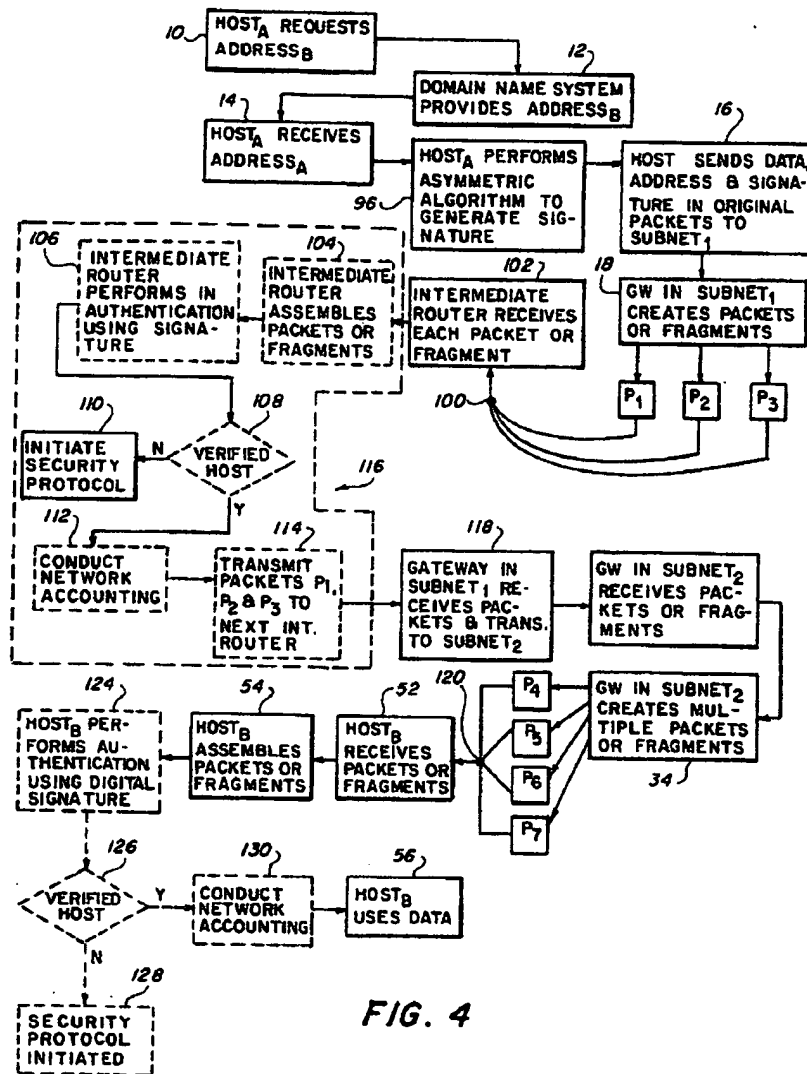 10
HOSTA REQUESTS
ADDRESSB
12
DOMAIN NAME SYSTEM
PROVIDES ADDRESSB
14
HOSTA RECEIVES
ADDRESSA
HOSTA PERFORMS
ASYMMETRIC
ALGORITHM TO
GENERATE SIG-
NATURE
96
16
HOST SENDS DATA,
ADDRESS & SIGNA-
TURE IN ORIGINAL
PACKETS TO
SUBNET1
18
GW IN SUBNET1
CREATES PACKETS
OR FRAGMENTS
P1
P2
P3
100
102
INTERMEDIATE
ROUTER RECEIVES
EACH PACKET OR
FRAGMENT
104
INTERMEDIATE
ROUTER
ASSEMBLES
PACKETS OR
FRAGMENTS
106
INTERMEDIATE
ROUTER
PERFORMS IN
AUTHENTICATION
USING SIGNA-
TURE
108
VERIFIED
HOST
N
Y
110
INITIATE
SECURITY
PROTOCOL
112
CONDUCT
NETWORK
ACCOUNTING
114
TRANSMIT
PACKETS P1,
P2 & P3 TO
NEXT INT.
ROUTER
116
118
GATEWAY IN
SUBNET1 RE-
CEIVES PAC-
KETS & TRANS.
TO SUBNET2
GW IN SUBNET2
RECEIVES PAC-
KETS OR FRAG-
MENTS
GW IN SUBNET2
CREATES MUL-
TIPLE PACKETS
OR FRAGMENTS
34
P4
P5
P6
P7
120
52
HOSTB
RECEIVES
PACKETS OR
FRAGMENTS
54
HOSTB
ASSEMBLES
PACKETS OR
FRAGMENTS
124
HOSTB PER-
FORMS AU-
THENTICATION
USING DIGITAL
SIGNATURE
126
VERIFIED
HOST
Y
N
130
CONDUCT
NETWORK
ACCOUNTING
56
HOSTB
USES DATA
128
SECURITY
PROTOCOL
INITIATED
FIG. 4